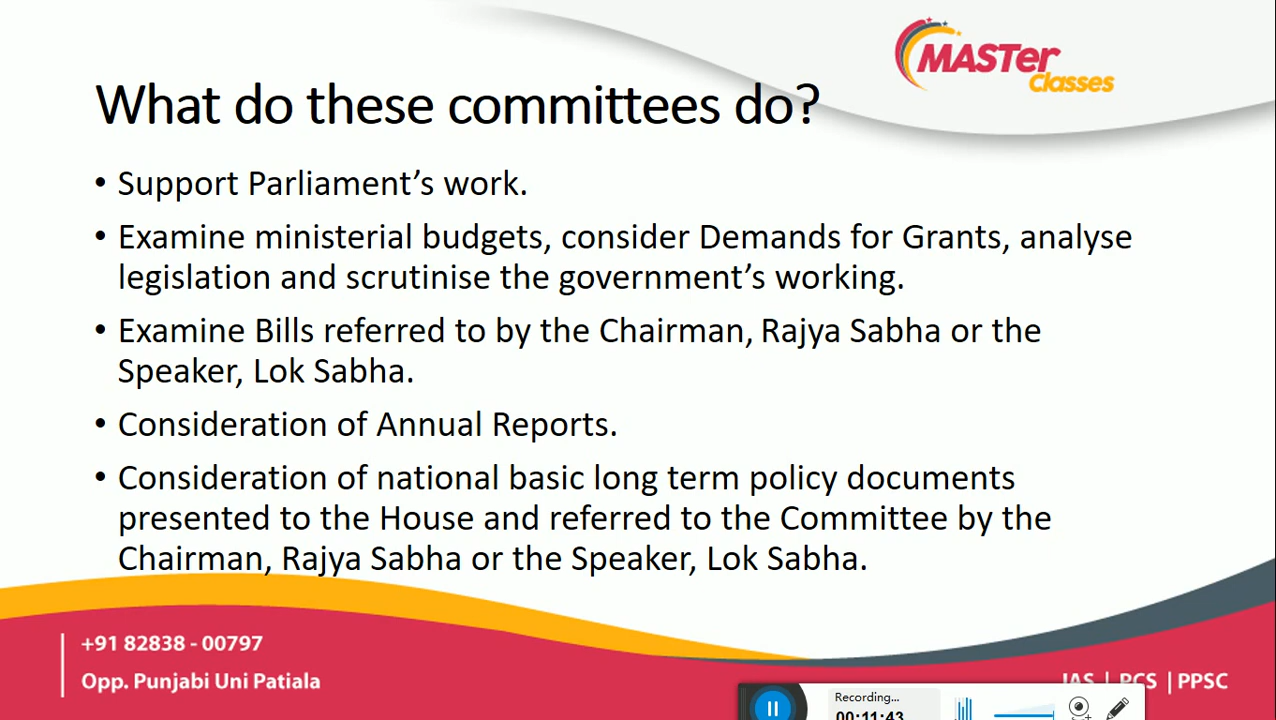 MASTer
Classes
What do these committees do?
• Support Parliament’s work.
• Examine ministerial budgets, consider Demands for Grants, analyse
legislation and scrutinise the government’s working.
• Examine Bills referred to by the Chairman, Rajya Sabha or the
Speaker, Lok Sabha.
• Consideration of Annual Reports.
• Consideration of national basic long term policy documents
presented to the House and referred to the Committee by the
Chairman, Rajya Sabha or the Speaker, Lok Sabha.
+91 82838 - 00797
Opp. Punjabi Uni Patiala
IAS | PCS | PPSC
Recording...
00:11:43